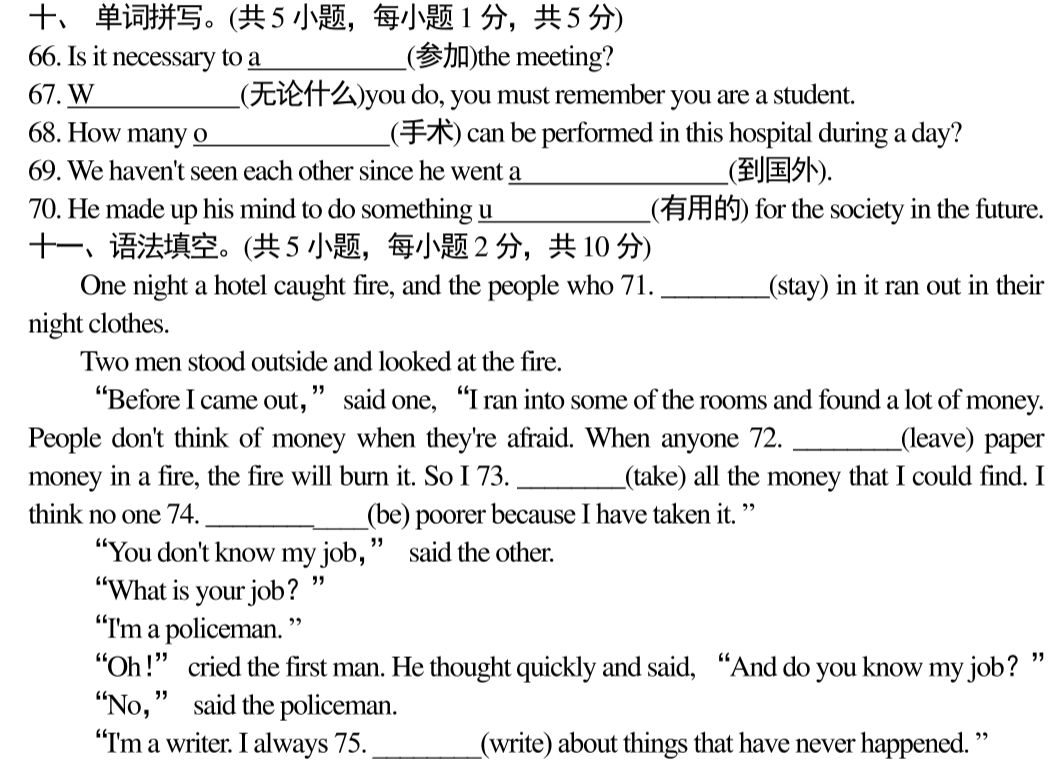 十、 单词拼写。(共 5 小题，每小题 1 分，共 5 分)
66. Is it necessary to a____________(参加)the meeting?
67. W____________(无论什么)you do, you must remember you are a student.
68. How many o_______________(手术) can be performed in this hospital during a day?
69. We haven't seen each other since he went a_________________(到国外).
70. He made up his mind to do something u_____________(有用的) for the society in the future.
十一、语法填空。(共 5 小题，每小题 2 分，共 10 分)
One night a hotel caught fire, and the people who 71. _________(stay) in it ran out in their
night clothes.
Two men stood outside and looked at the fire.
“Before I came out，” said one, “I ran into some of the rooms and found a lot of money.
People don't think of money when they're afraid. When anyone 72. _________(leave) paper
money in a fire, the fire will burn it. So I 73. _________(take) all the money that I could find. I
think no one 74. _____________(be) poorer because I have taken it. ”
“You don't know my job，” said the other.
“What is your job？”
“I'm a policeman. ”
“Oh！” cried the first man. He thought quickly and said, “And do you know my job？”
“No，” said the policeman.
“I'm a writer. I always 75. _________(write) about things that have never happened. ”